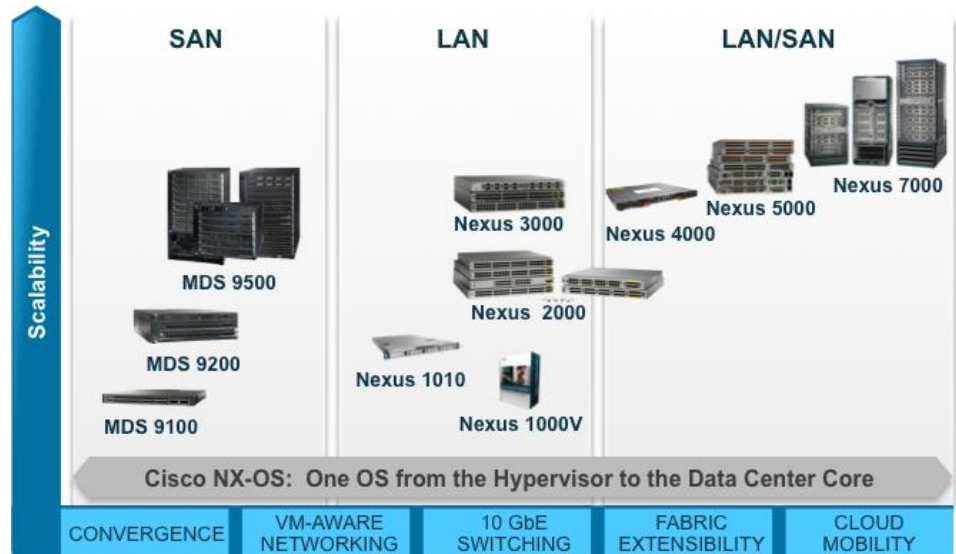 SAN
LAN
LAN/SAN
Scalability
MDS 9500
MDS 9200
MDS 9100
Nexus 3000
Nexus 2000
Nexus 1010
Nexus 1000V
Nexus 4000
Nexus 5000
Nexus 7000
Cisco NX-OS: One OS from the Hypervisor to the Data Center Core
CONVERGENCE
VM-AWARE
NETWORKING
10 GbE
SWITCHING
FABRIC
EXTENSIBILITY
CLOUD
MOBILITY